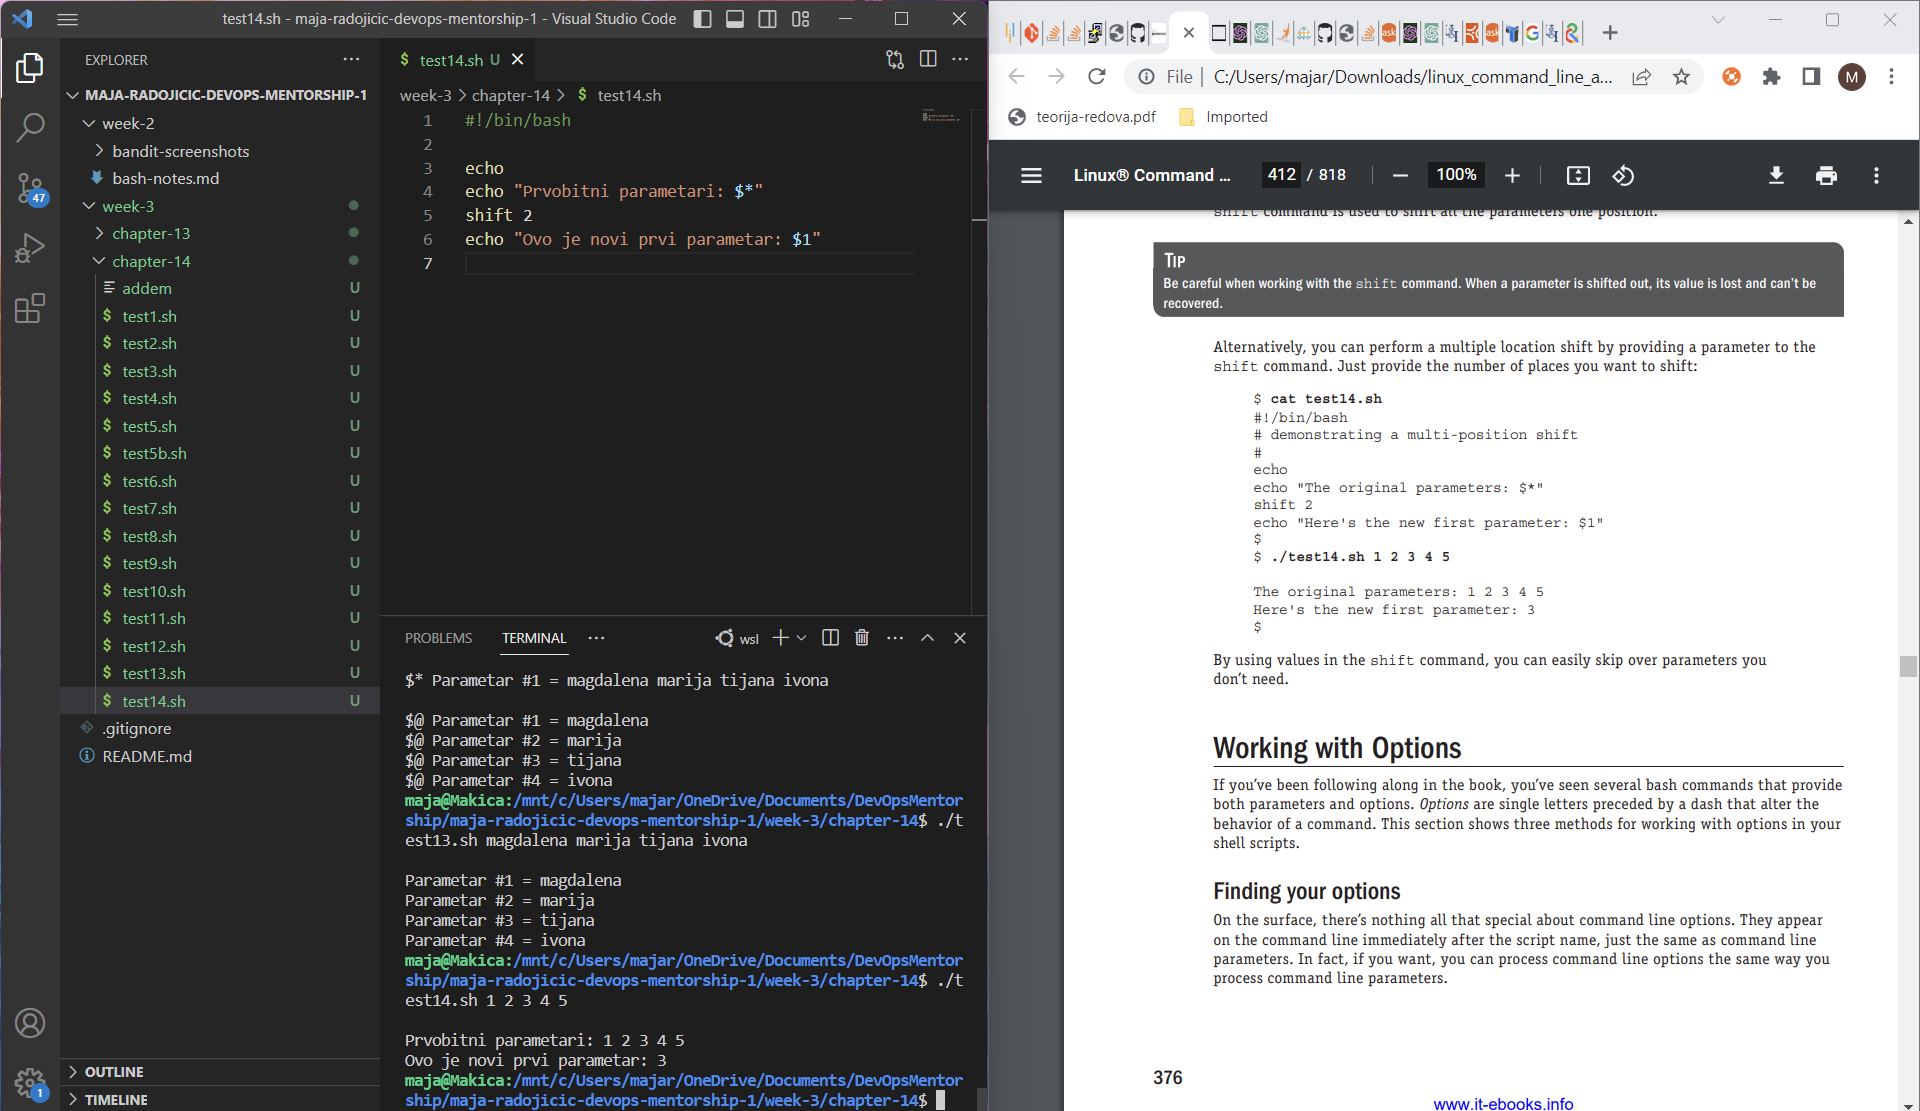 test14.sh - maja-radojicic-devops-mentorship-1 - Visual Studio Code
EXPLORER
MAJA-RADOJICIC-DEVOPS-MENTORSHIP-1
week-2
bandit-screenshots
bash-notes.md
week-3
chapter-13
chapter-14
addem U
test1.sh U
test2.sh U
test3.sh U
test4.sh U
test5.sh U
test5b.sh U
test6.sh U
test7.sh U
test8.sh U
test9.sh U
test10.sh U
test11.sh U
test12.sh U
test13.sh U
test14.sh U
.gitignore
README.md
OUTLINE
TIMELINE
47
1
$ test14.sh U
week-3 > chapter-14 > $ test14.sh
1 #!/bin/bash
2
3 echo
4 echo "Prvobitni parametari: $*"
5 shift 2
6 echo "Ovo je novi prvi parametar: $1"
7
PROBLEMS TERMINAL wsl
$* Parametar #1 = magdalena marija tijana ivona
$@ Parametar #1 = magdalena
$@ Parametar #2 = marija
$@ Parametar #3 = tijana
$@ Parametar #4 = ivona
maja@Makica:/mnt/c/Users/majar/OneDrive/Documents/DevOpsMentor
ship/maja-radojicic-devops-mentorship-1/week-3/chapter-14$ ./t
est13.sh magdalena marija tijana ivona
Parametar #1 = magdalena
Parametar #2 = marija
Parametar #3 = tijana
Parametar #4 = ivona
maja@Makica:/mnt/c/Users/majar/OneDrive/Documents/DevOpsMentor
ship/maja-radojicic-devops-mentorship-1/week-3/chapter-14$ ./t
est14.sh 1 2 3 4 5
Prvobitni parametari: 1 2 3 4 5
Ovo je novi prvi parametar: 3
maja@Makica:/mnt/c/Users/majar/OneDrive/Documents/DevOpsMentor
ship/maja-radojicic-devops-mentorship-1/week-3/chapter-14$
File | C:/Users/majar/Downloads/linux_command_line_a...
M
teorija-redova.pdf Imported
Linux® Command ... 412 / 818 100%
shift command is used to shift all the parameters one position.
TIP
Be careful when working with the shift command. When a parameter is shifted out, its value is lost and can't be
recovered.
Alternatively, you can perform a multiple location shift by providing a parameter to the
shift command. Just provide the number of places you want to shift:
$ cat test14.sh
#!/bin/bash
# demonstrating a multi-position shift
#
echo
echo "The original parameters: $*"
shift 2
echo "Here's the new first parameter: $1"
$
$ ./test14.sh 1 2 3 4 5
The original parameters: 1 2 3 4 5
Here's the new first parameter: 3
$
By using values in the shift command, you can easily skip over parameters you
don't need.
Working with Options
If you've been following along in the book, you've seen several bash commands that provide
both parameters and options. Options are single letters preceded by a dash that alter the
behavior of a command. This section shows three methods for working with options in your
shell scripts.
Finding your options
On the surface, there's nothing all that special about command line options. They appear
on the command line immediately after the script name, just the same as command line
parameters. In fact, if you want, you can process command line options the same way you
process command line parameters.
376
www.it-ebooks.info